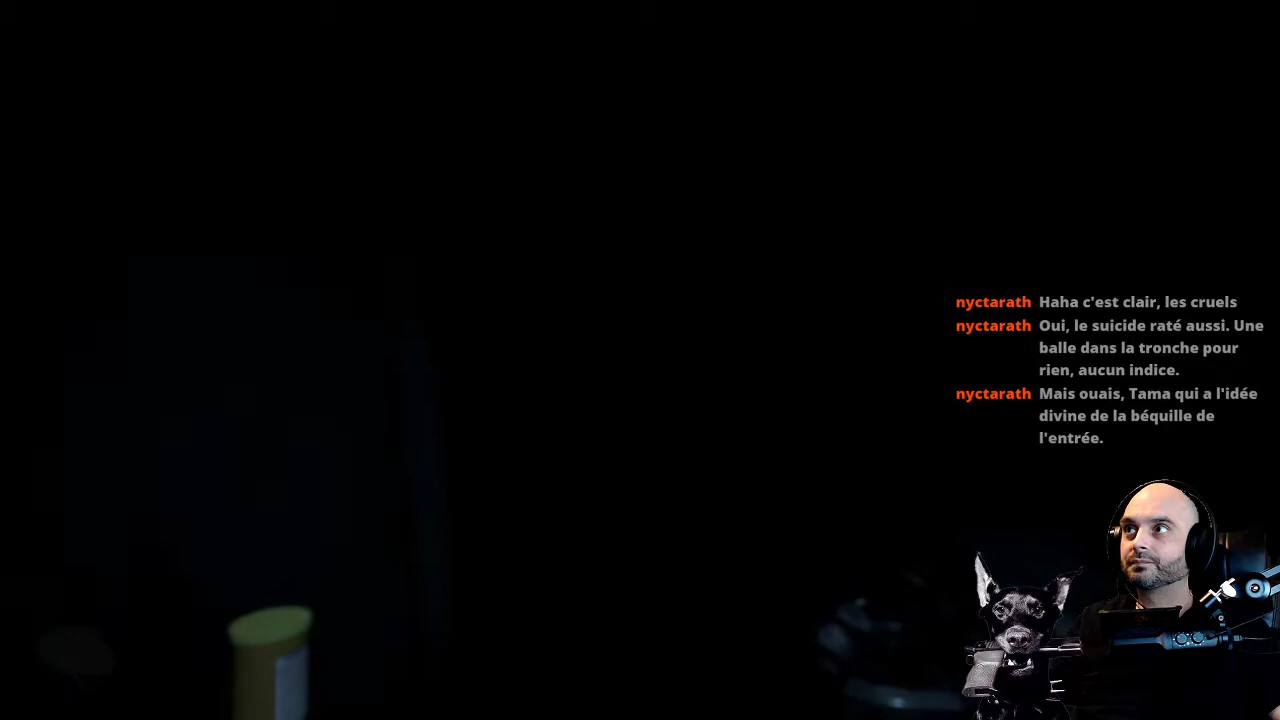 nyctarath Haha c'est clair, les cruels
nyctarath Oui, le suicide raté aussi. Une
balle dans la tronche pour
rien, aucun indice.
nyctarath Mais ouais, Tama qui a l'idée
divine de la béquille de
l'entrée.